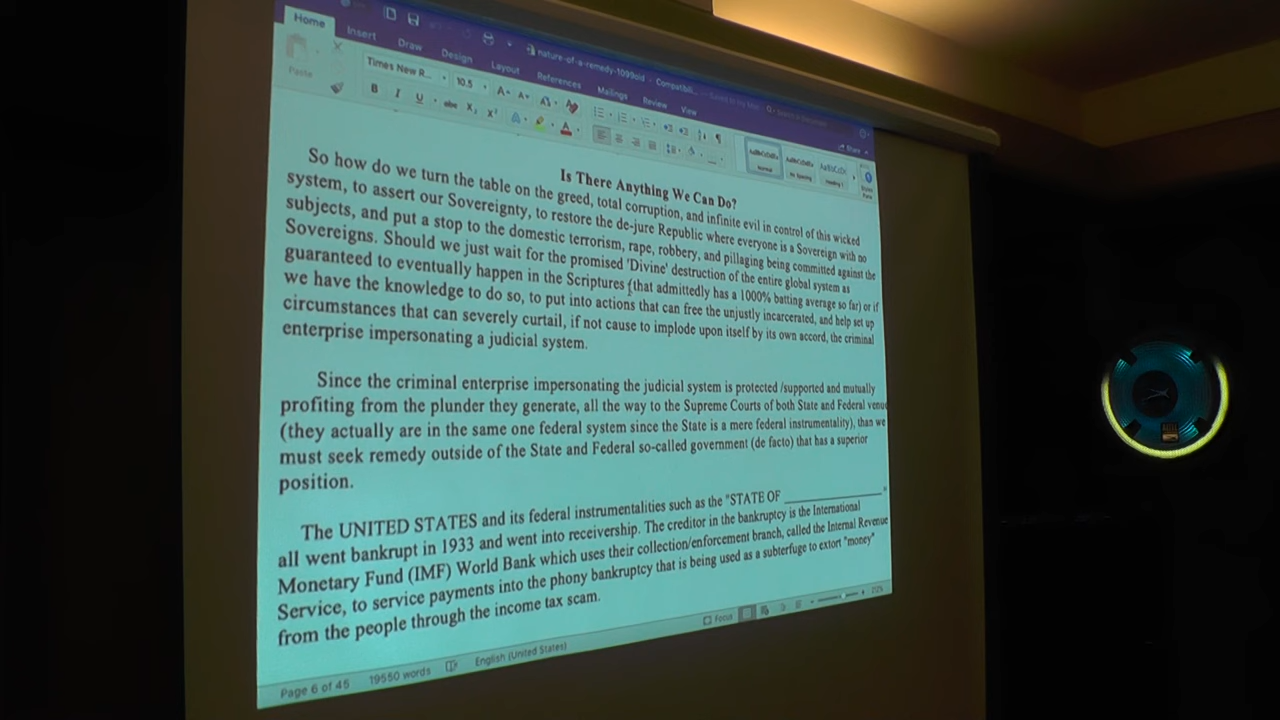 nature-of-a-remedy-1099oid - Compatibili...
Home
Insert
Draw
Design
Layout
References
Mailings
Review
View
Share
Paste
Times New R...
10.5
Normal
No Spacing
Heading 1
Styles
Pane
Is There Anything We Can Do?
So how do we turn the table on the greed, total corruption, and infinite evil in control of this wicked
system, to assert our Sovereignty, to restore the de-jure Republic where everyone is a Sovereign with no
subjects, and put a stop to the domestic terrorism, rape, robbery, and pillaging being committed against the
Sovereigns. Should we just wait for the promised 'Divine' destruction of the entire global system as
guaranteed to eventually happen in the Scriptures (that admittedly has a 1000% batting average so far) or if
we have the knowledge to do so, to put into actions that can free the unjustly incarcerated, and help set up
circumstances that can severely curtail, if not cause to implode upon itself by its own accord, the criminal
enterprise impersonating a judicial system.
Since the criminal enterprise impersonating the judicial system is protected /supported and mutually
profiting from the plunder they generate, all the way to the Supreme Courts of both State and Federal venue
(they actually are in the same one federal system since the State is a mere federal instrumentality), than we
must seek remedy outside of the State and Federal so-called government (de facto) that has a superior
position.
The UNITED STATES and its federal instrumentalities such as the "STATE OF ____________"
all went bankrupt in 1933 and went into receivership. The creditor in the bankruptcy is the International
Monetary Fund (IMF) World Bank which uses their collection/enforcement branch, called the Internal Revenue
Service, to service payments into the phony bankruptcy that is being used as a subterfuge to extort "money"
from the people through the income tax scam.
Page 6 of 45
19550 words
English (United States)
Focus